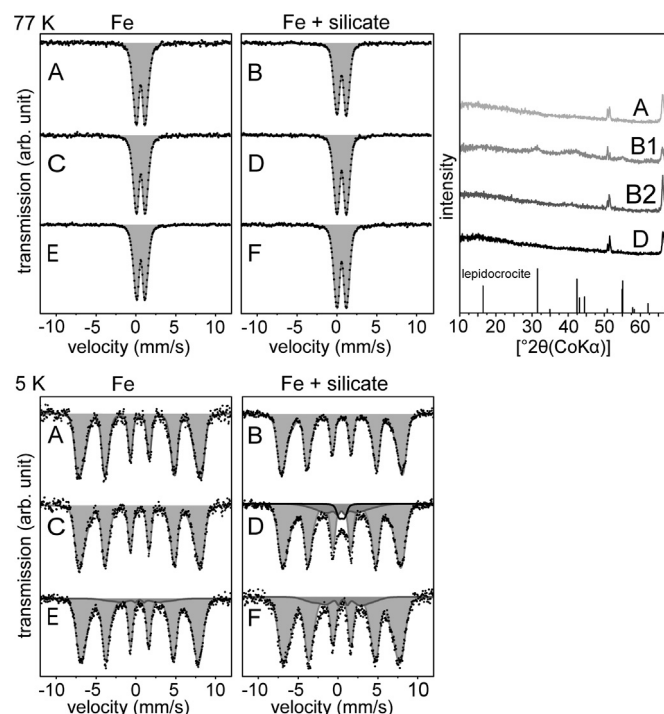 77 K Fe Fe + silicate
A B
C D
E F
transmission (arb. unit)
-10 -5 0 5 10 -10 -5 0 5 10
velocity (mm/s) velocity (mm/s)
A
B1
B2
D
lepidocrocite
intensity
10 20 30 40 50 60
[°2θ(CoKα)]
5 K Fe Fe + silicate
A B
C D
E F
transmission (arb. unit)
-10 -5 0 5 10 -10 -5 0 5 10
velocity (mm/s) velocity (mm/s)